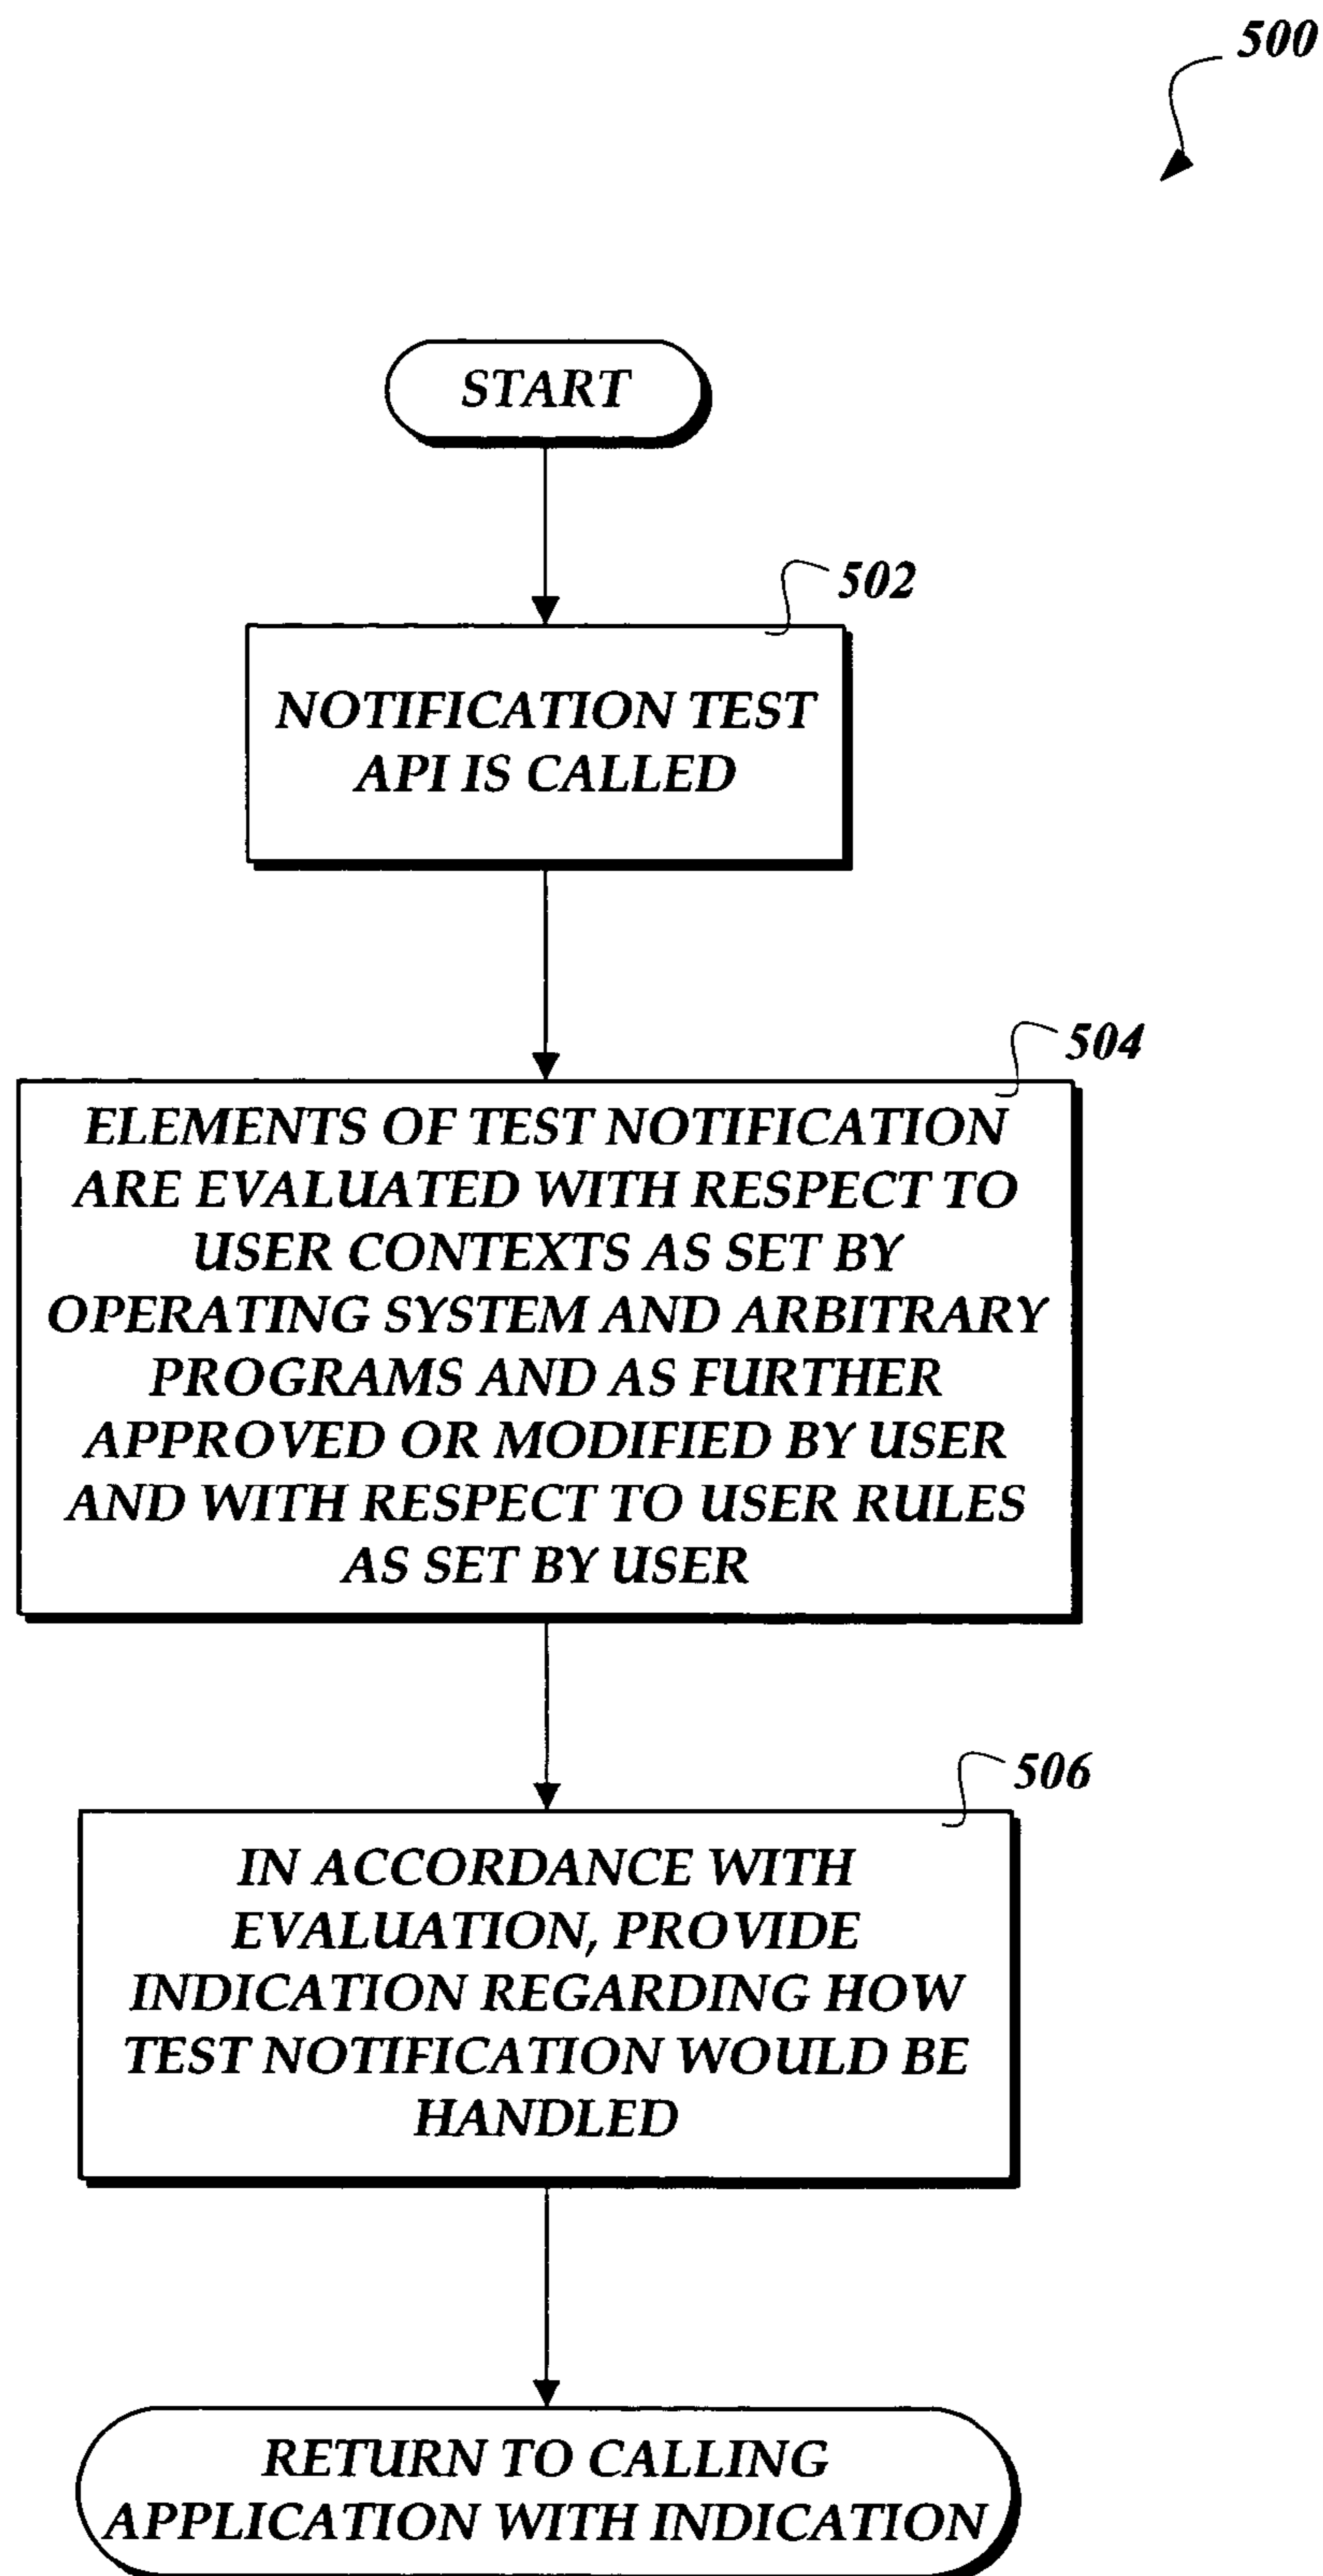 500
START
502
NOTIFICATION TEST
API IS CALLED
504
ELEMENTS OF TEST NOTIFICATION
ARE EVALUATED WITH RESPECT TO
USER CONTEXTS AS SET BY
OPERATING SYSTEM AND ARBITRARY
PROGRAMS AND AS FURTHER
APPROVED OR MODIFIED BY USER
AND WITH RESPECT TO USER RULES
AS SET BY USER
506
IN ACCORDANCE WITH
EVALUATION, PROVIDE
INDICATION REGARDING HOW
TEST NOTIFICATION WOULD BE
HANDLED
RETURN TO CALLING
APPLICATION WITH INDICATION